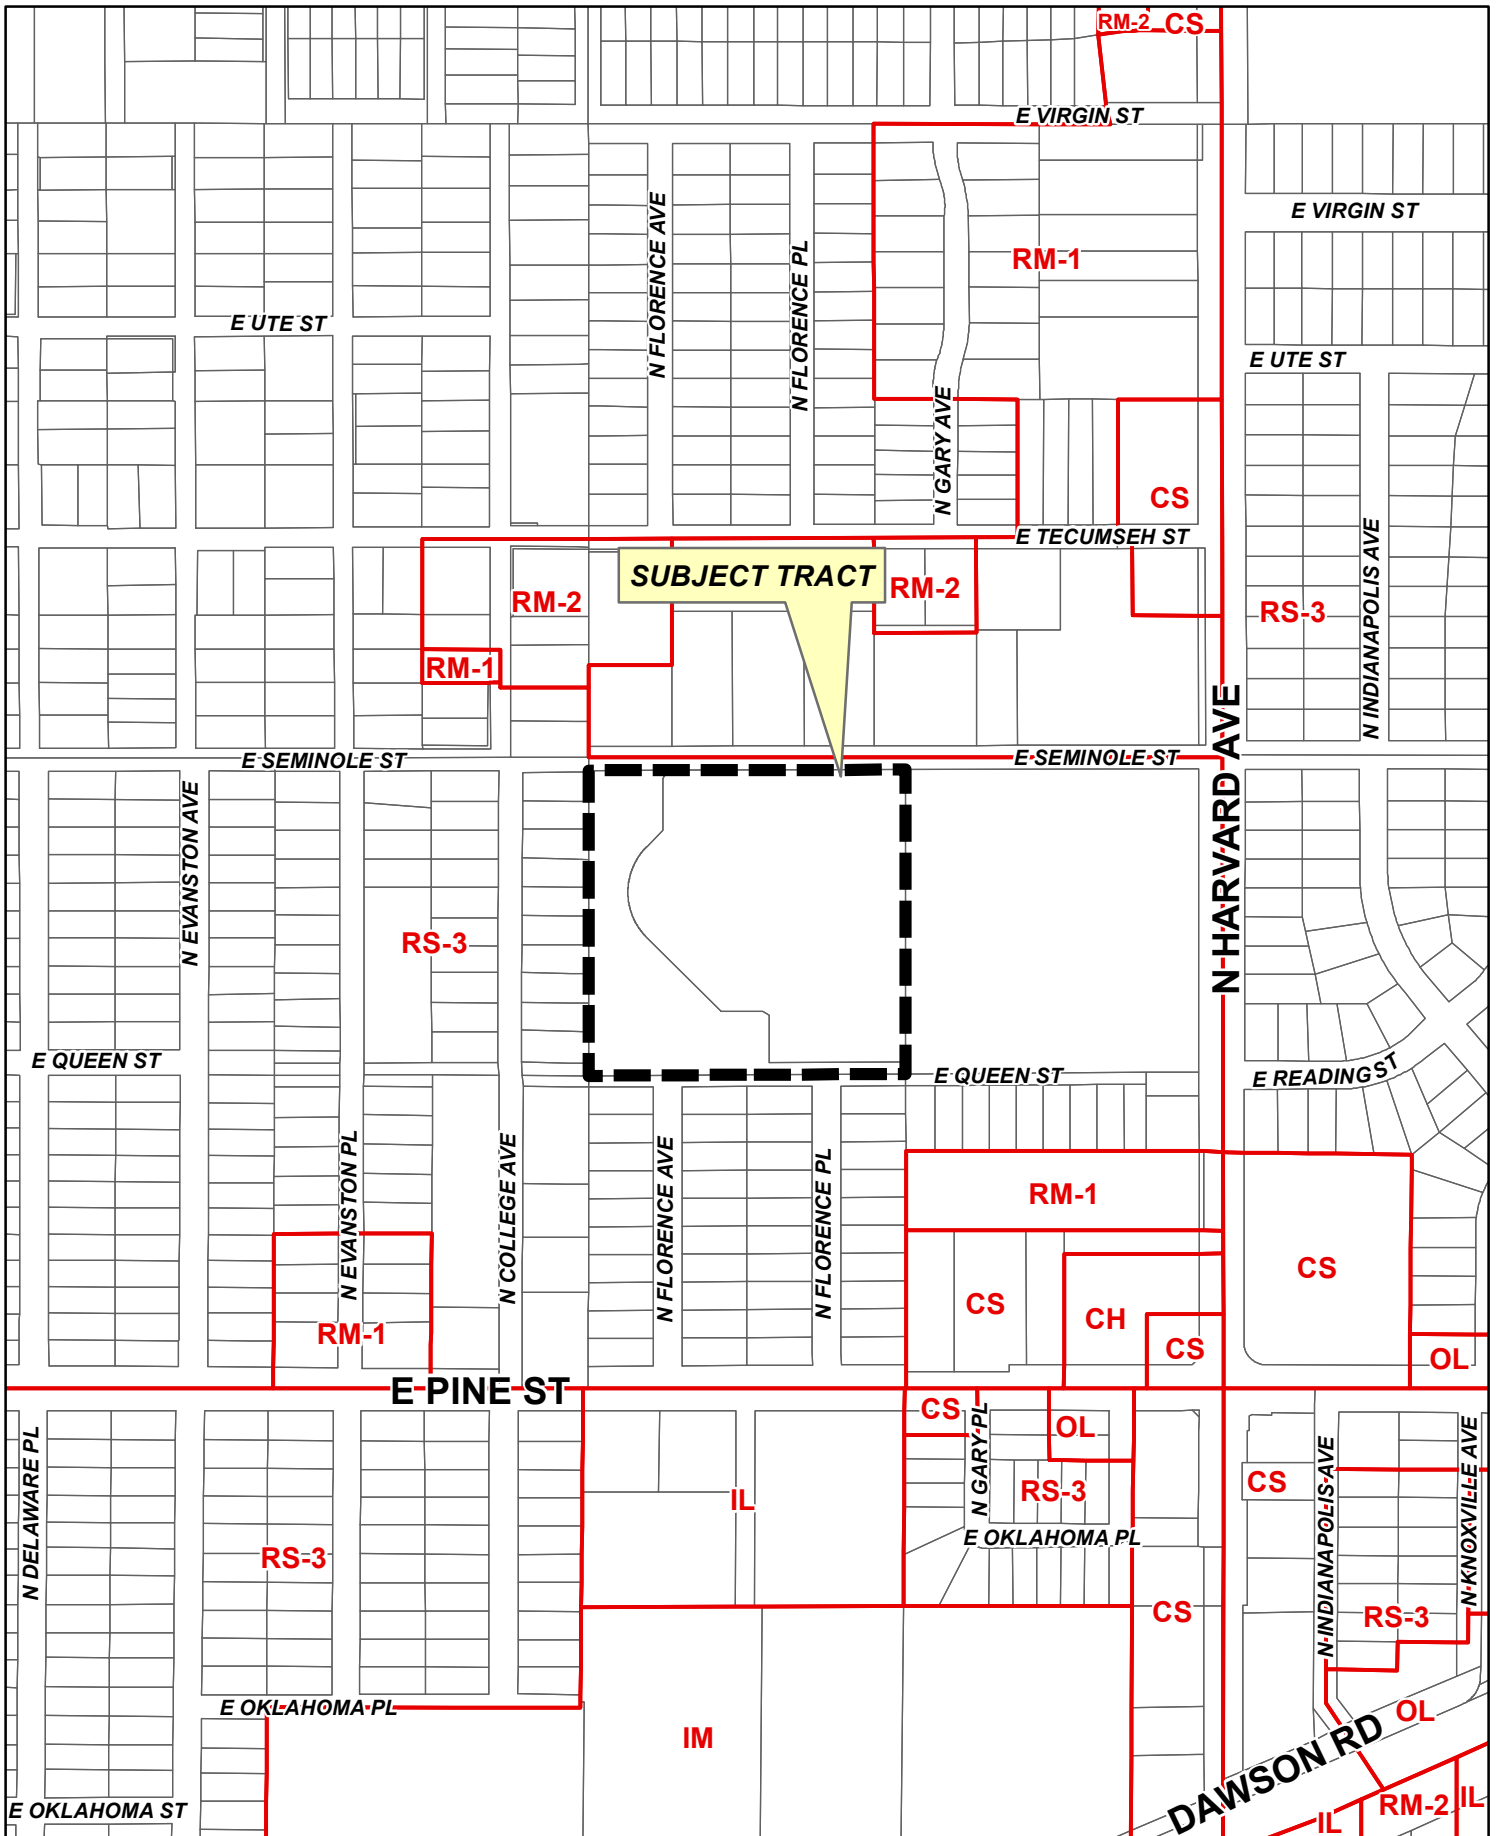 RM-2
CS
E VIRGIN ST
E VIRGIN ST
N FLORENCE AVE
N FLORENCE PL
RM-1
E UTE ST
E UTE ST
N GARY AVE
CS
N INDIANAPOLIS AVE
E TECUMSEH ST
SUBJECT TRACT
RM-2
RM-2
RS-3
RM-1
N HARVARD AVE
E SEMINOLE ST
E SEMINOLE ST
N EVANSTON AVE
RS-3
E QUEEN ST
E QUEEN ST
E READING ST
N EVANSTON PL
N COLLEGE AVE
N FLORENCE AVE
N FLORENCE PL
RM-1
CS
CS
CH
RM-1
CS
OL
E PINE ST
CS
N GARY PL
OL
N DELAWARE PL
N INDIANAPOLIS AVE
N KNOXVILLE AVE
CS
IL
RS-3
E OKLAHOMA PL
RS-3
CS
RS-3
E OKLAHOMA PL
OL
IM
DAWSON RD
E OKLAHOMA ST
RM-2
IL
IL